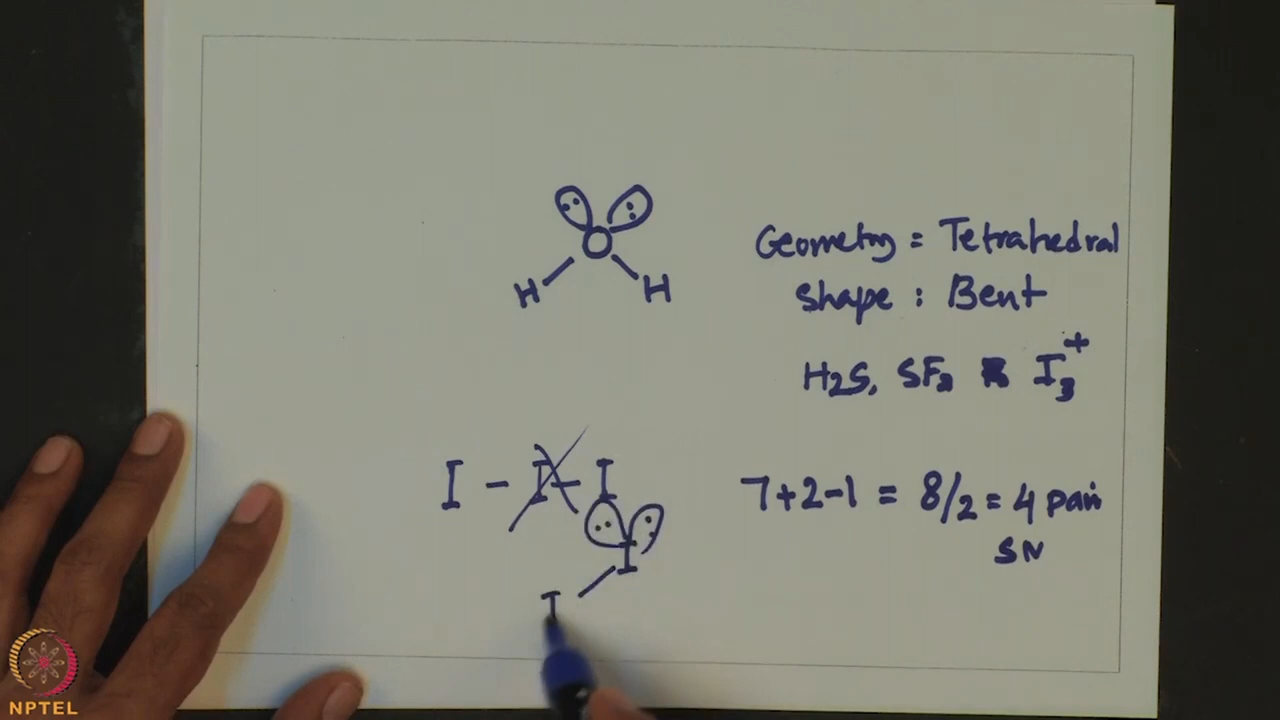 O
H H
Geometry = Tetrahedral
Shape : Bent
H2S, SF2 I3+
I - I - I
7+2-1 = 8/2 = 4 pair
SN
I
I
NPTEL